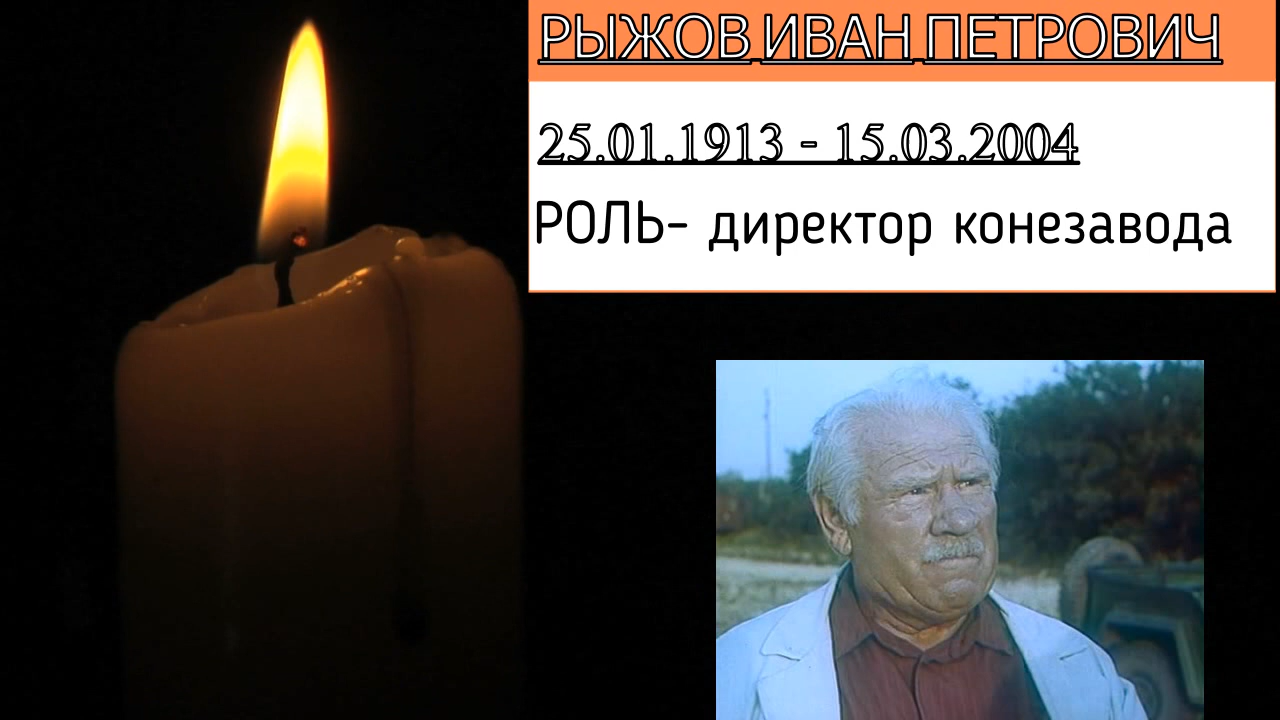 РЫЖОВ ИВАН ПЕТРОВИЧ
25.01.1913 - 15.03.2004
РОЛЬ- директор конезавода